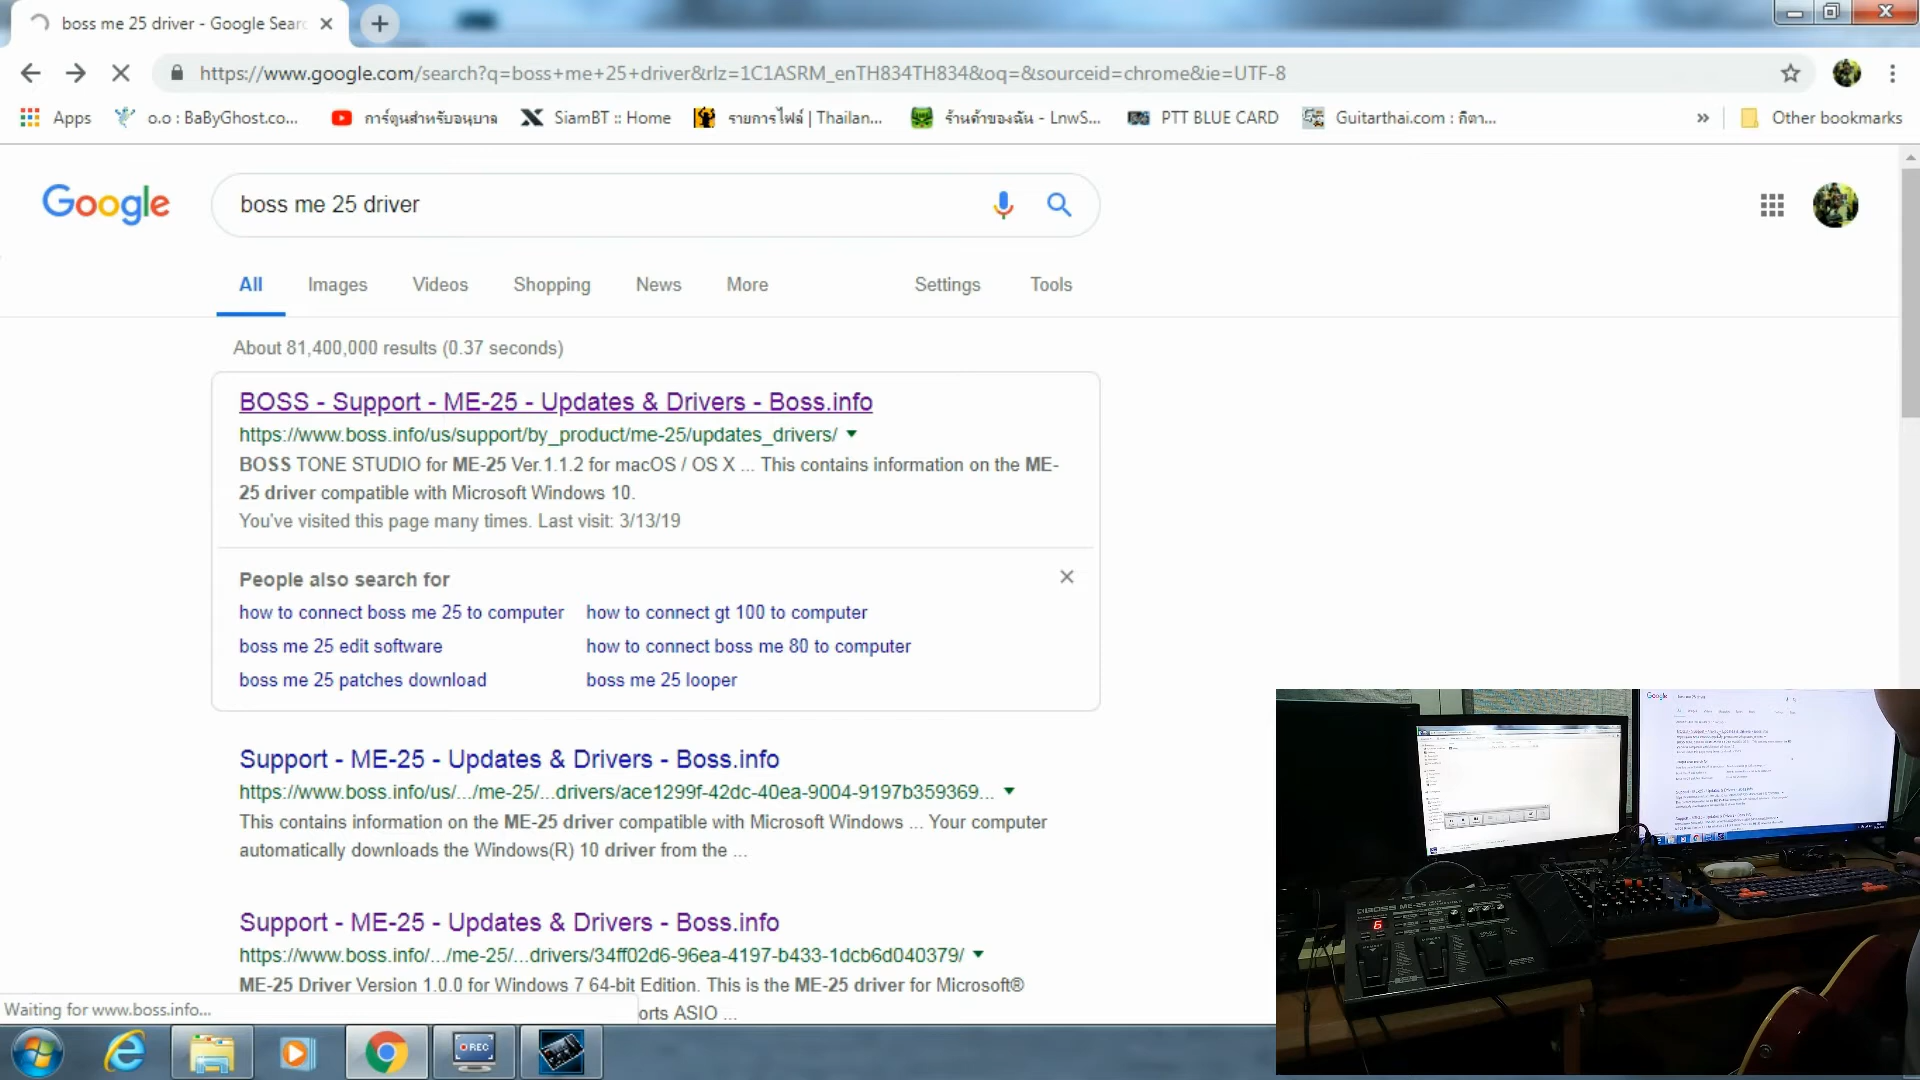 boss me 25 driver - Google Sear
https://www.google.com/search?q=boss+me+25+driver&rlz=1C1ASRM_enTH834TH834&oq=&sourceid=chrome&ie=UTF-8
Apps o.o : BaByGhost.co... การ์ตูนสำหรับอนุบาล SiamBT :: Home รายการไฟล์ | Thailan... ร้านค้าของฉัน - LnwS... PTT BLUE CARD Guitarthai.com : กีตา... » Other bookmarks
Google boss me 25 driver
All Images Videos Shopping News More Settings Tools
About 81,400,000 results (0.37 seconds)
BOSS - Support - ME-25 - Updates & Drivers - Boss.info
https://www.boss.info/us/support/by_product/me-25/updates_drivers/
BOSS TONE STUDIO for ME-25 Ver.1.1.2 for macOS / OS X ... This contains information on the ME-
25 driver compatible with Microsoft Windows 10.
You've visited this page many times. Last visit: 3/13/19
People also search for
how to connect boss me 25 to computer how to connect gt 100 to computer
boss me 25 edit software how to connect boss me 80 to computer
boss me 25 patches download boss me 25 looper
Support - ME-25 - Updates & Drivers - Boss.info
https://www.boss.info/us/.../me-25/...drivers/ace1299f-42dc-40ea-9004-9197b359369...
This contains information on the ME-25 driver compatible with Microsoft Windows ... Your computer
automatically downloads the Windows(R) 10 driver from the ...
Support - ME-25 - Updates & Drivers - Boss.info
https://www.boss.info/.../me-25/...drivers/34ff02d6-96ea-4197-b433-1dcb6d040379/
ME-25 Driver Version 1.0.0 for Windows 7 64-bit Edition. This is the ME-25 driver for Microsoft®
orts ASIO ...
Waiting for www.boss.info...
REC
Google
BOSS ME-25
6